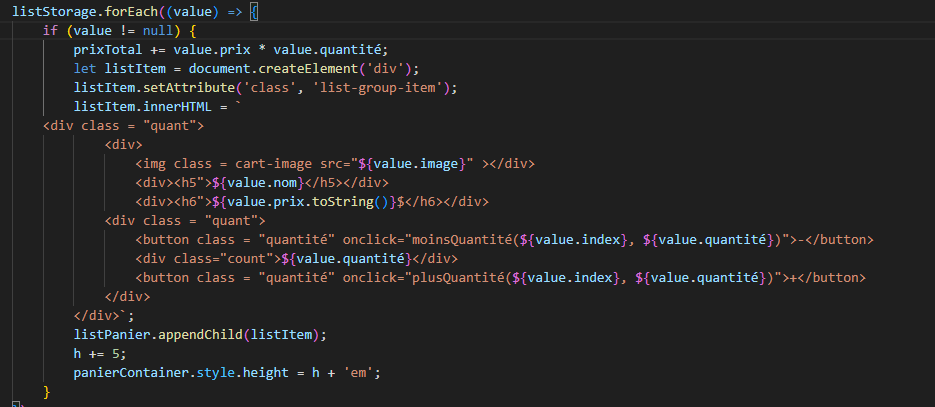 listStorage.forEach((value) => {
    if (value != null) {
        prixTotal += value.prix * value.quantité;
        let listItem = document.createElement('div');
        listItem.setAttribute('class', 'list-group-item');
        listItem.innerHTML = `
    <div class = "quant">
            <div>
                <img class = cart-image src="${value.image}" ></div>
                <div><h5">${value.nom}</h5></div>
                <div><h6">${value.prix.toString()}$</h6></div>
            <div class = "quant">
                <button class = "quantité" onclick="moinsQuantité(${value.index}, ${value.quantité})">-</button>
                <div class="count">${value.quantité}</div>
                <button class = "quantité" onclick="plusQuantité(${value.index}, ${value.quantité})">+</button>
            </div>
        </div>`;
        listPanier.appendChild(listItem);
        h += 5;
        panierContainer.style.height = h + 'em';
    }